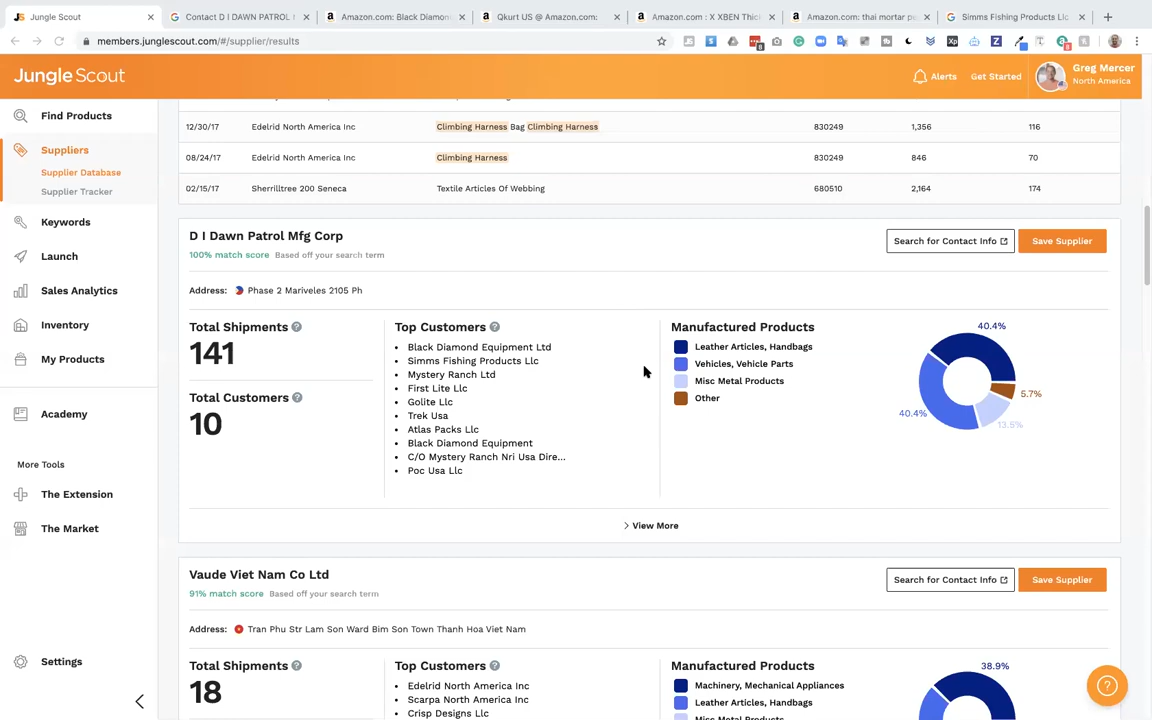 Contact D I DAWN PATROL
Amazon.com: Black Diamon
Qkurt US @ Amazon.com:
Amazon.com : X XBEN Thic
Amazon.com: thai mortar pe
Simms Fishing Products Llc
members.junglescout.com/#/supplier/results
Jungle Scout
Alerts
Get Started
Greg Mercer
North America
Find Products
Suppliers
Supplier Database
Supplier Tracker
Keywords
Launch
Sales Analytics
Inventory
My Products
Academy
More Tools
The Extension
The Market
Settings
12/30/17 Edelrid North America Inc Climbing Harness Bag Climbing Harness 830249 1,356 116
08/24/17 Edelrid North America Inc Climbing Harness 830249 846 70
02/15/17 Sherrilltree 200 Seneca Textile Articles Of Webbing 680510 2,164 174
D I Dawn Patrol Mfg Corp
Search for Contact Info
Save Supplier
100% match score Based off your search term
Address: Phase 2 Mariveles 2105 Ph
Total Shipments
141
Total Customers
10
Top Customers
Black Diamond Equipment Ltd
Simms Fishing Products Llc
Mystery Ranch Ltd
First Lite Llc
Golite Llc
Trek Usa
Atlas Packs Llc
Black Diamond Equipment
C/O Mystery Ranch Nri Usa Dire...
Poc Usa Llc
Manufactured Products
Leather Articles, Handbags
Vehicles, Vehicle Parts
Misc Metal Products
Other
40.4%
5.7%
40.4%
13.5%
View More
Vaude Viet Nam Co Ltd
Search for Contact Info
Save Supplier
91% match score Based off your search term
Address: Tran Phu Str Lam Son Ward Bim Son Town Thanh Hoa Viet Nam
Total Shipments
18
Top Customers
Edelrid North America Inc
Scarpa North America Inc
Crisp Designs Llc
Manufactured Products
Machinery, Mechanical Appliances
Leather Articles, Handbags
38.9%